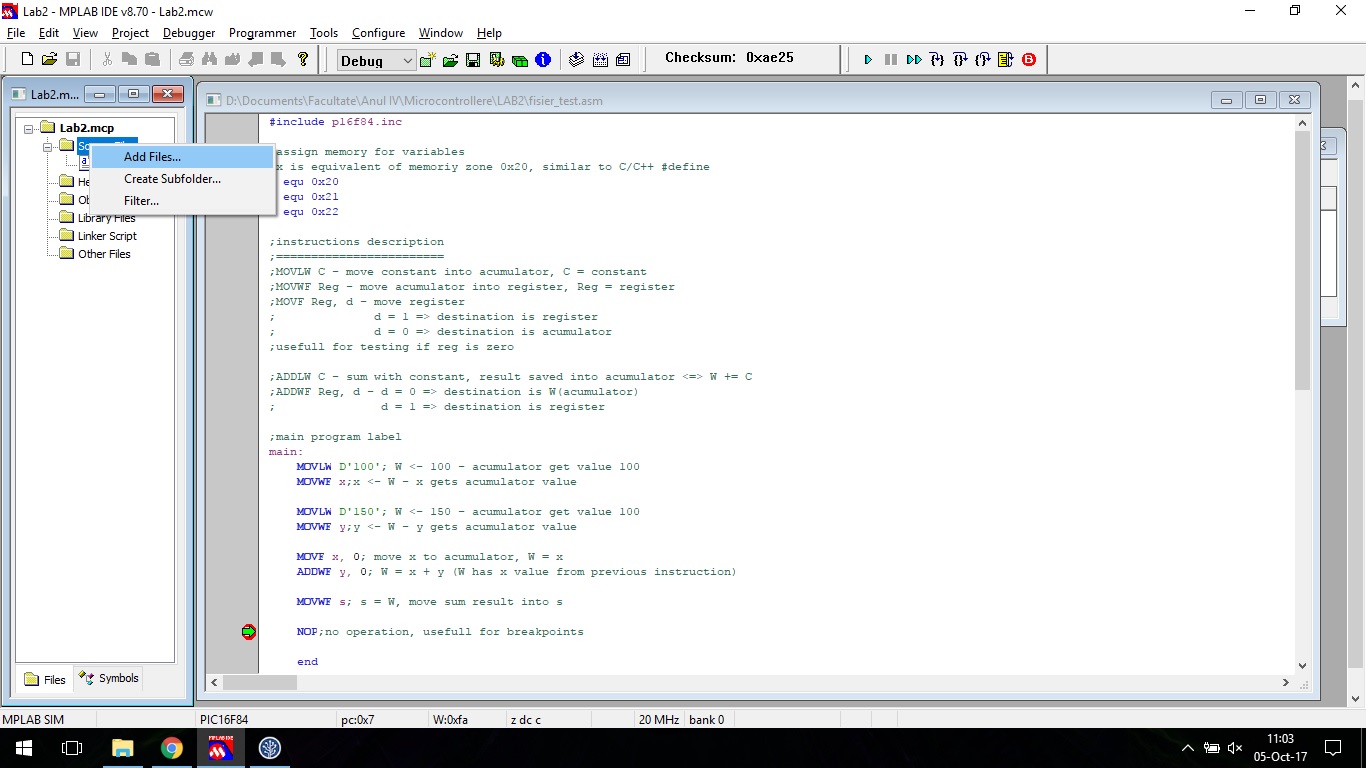 Lab2 - MPLAB IDE v8.70 - Lab2.mcw
File Edit View Project Debugger Programmer Tools Configure Window Help
Debug
Checksum: 0xae25
Lab2.m...
Lab2.mcp
Add Files...
Create Subfolder...
Filter...
Library Files
Linker Script
Other Files
Files Symbols
D:\Documents\Facultate\Anul IV\Microcontrollere\LAB2\fisier_test.asm
#include p16f84.inc
assign memory for variables
x is equivalent of memoriy zone 0x20, similar to C/C++ #define
equ 0x20
equ 0x21
equ 0x22
;instructions description
;========================
;MOVLW C - move constant into acumulator, C = constant
;MOVWF Reg - move acumulator into register, Reg = register
;MOVF Reg, d - move register
; d = 1 => destination is register
; d = 0 => destination is acumulator
;usefull for testing if reg is zero
;ADDLW C - sum with constant, result saved into acumulator <=> W += C
;ADDWF Reg, d - d = 0 => destination is W(acumulator)
; d = 1 => destination is register
;main program label
main:
MOVLW D'100'; W <- 100 - acumulator get value 100
MOVWF x;x <- W - x gets acumulator value
MOVLW D'150'; W <- 150 - acumulator get value 100
MOVWF y;y <- W - y gets acumulator value
MOVF x, 0; move x to acumulator, W = x
ADDWF y, 0; W = x + y (W has x value from previous instruction)
MOVWF s; s = W, move sum result into s
NOP;no operation, usefull for breakpoints
end
MPLAB SIM PIC16F84 pc:0x7 W:0xfa z dc c 20 MHz bank 0
11:03
05-Oct-17